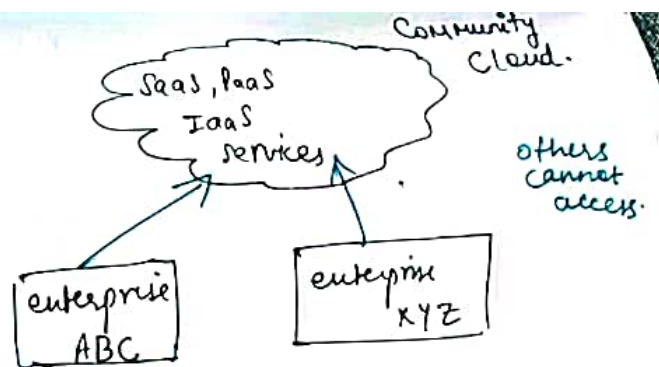 Community
Cloud.
SaaS, PaaS
IaaS
services
others
cannot
access.
enterprise
ABC
enterprise
XYZ